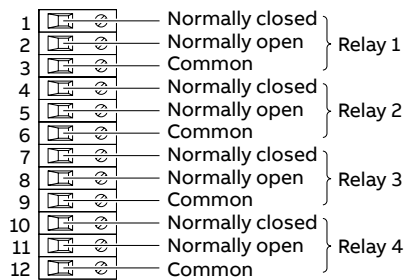 1 Normally closed
2 Normally open Relay 1
3 Common
4 Normally closed
5 Normally open Relay 2
6 Common
7 Normally closed
8 Normally open Relay 3
9 Common
10 Normally closed
11 Normally open Relay 4
12 Common